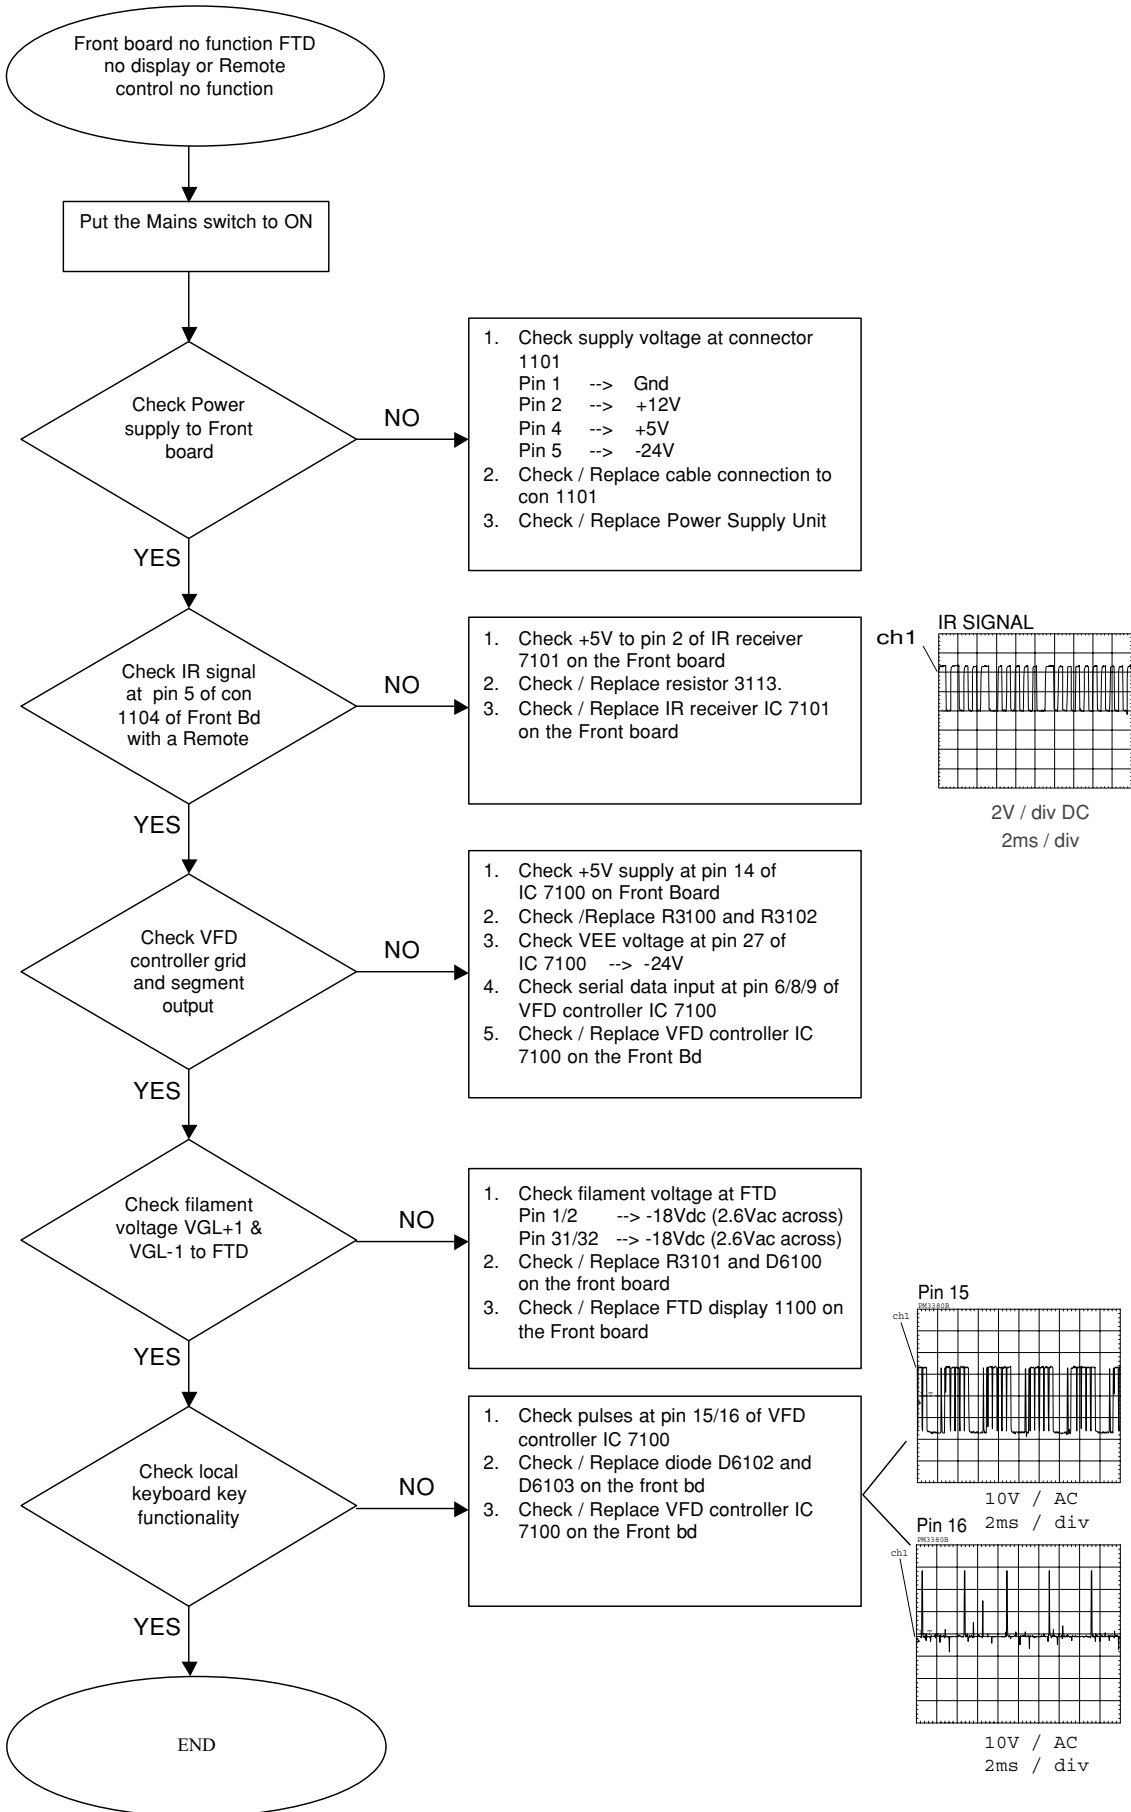 Front board no function FTD
no display or Remote
control no function
Put the Mains switch to ON
Check Power
supply to Front
board
NO
1. Check supply voltage at connector
1101
Pin 1 --> Gnd
Pin 2 --> +12V
Pin 4 --> +5V
Pin 5 --> -24V
2. Check / Replace cable connection to
con 1101
3. Check / Replace Power Supply Unit
YES
Check IR signal
at pin 5 of con
1104 of Front Bd
with a Remote
NO
1. Check +5V to pin 2 of IR receiver
7101 on the Front board
2. Check / Replace resistor 3113.
3. Check / Replace IR receiver IC 7101
on the Front board
IR SIGNAL
ch1
2V / div DC
2ms / div
YES
Check VFD
controller grid
and segment
output
NO
1. Check +5V supply at pin 14 of
IC 7100 on Front Board
2. Check /Replace R3100 and R3102
3. Check VEE voltage at pin 27 of
IC 7100 --> -24V
4. Check serial data input at pin 6/8/9 of
VFD controller IC 7100
5. Check / Replace VFD controller IC
7100 on the Front Bd
YES
Check filament
voltage VGL+1 &
VGL-1 to FTD
NO
1. Check filament voltage at FTD
Pin 1/2 --> -18Vdc (2.6Vac across)
Pin 31/32 --> -18Vdc (2.6Vac across)
2. Check / Replace R3101 and D6100
on the front board
3. Check / Replace FTD display 1100 on
the Front board
YES
Check local
keyboard key
functionality
NO
1. Check pulses at pin 15/16 of VFD
controller IC 7100
2. Check / Replace diode D6102 and
D6103 on the front bd
3. Check / Replace VFD controller IC
7100 on the Front bd
Pin 15
PM3380B
ch1
T
10V / AC
2ms / div
Pin 16
PM3380B
ch1
T
10V / AC
2ms / div
YES
END